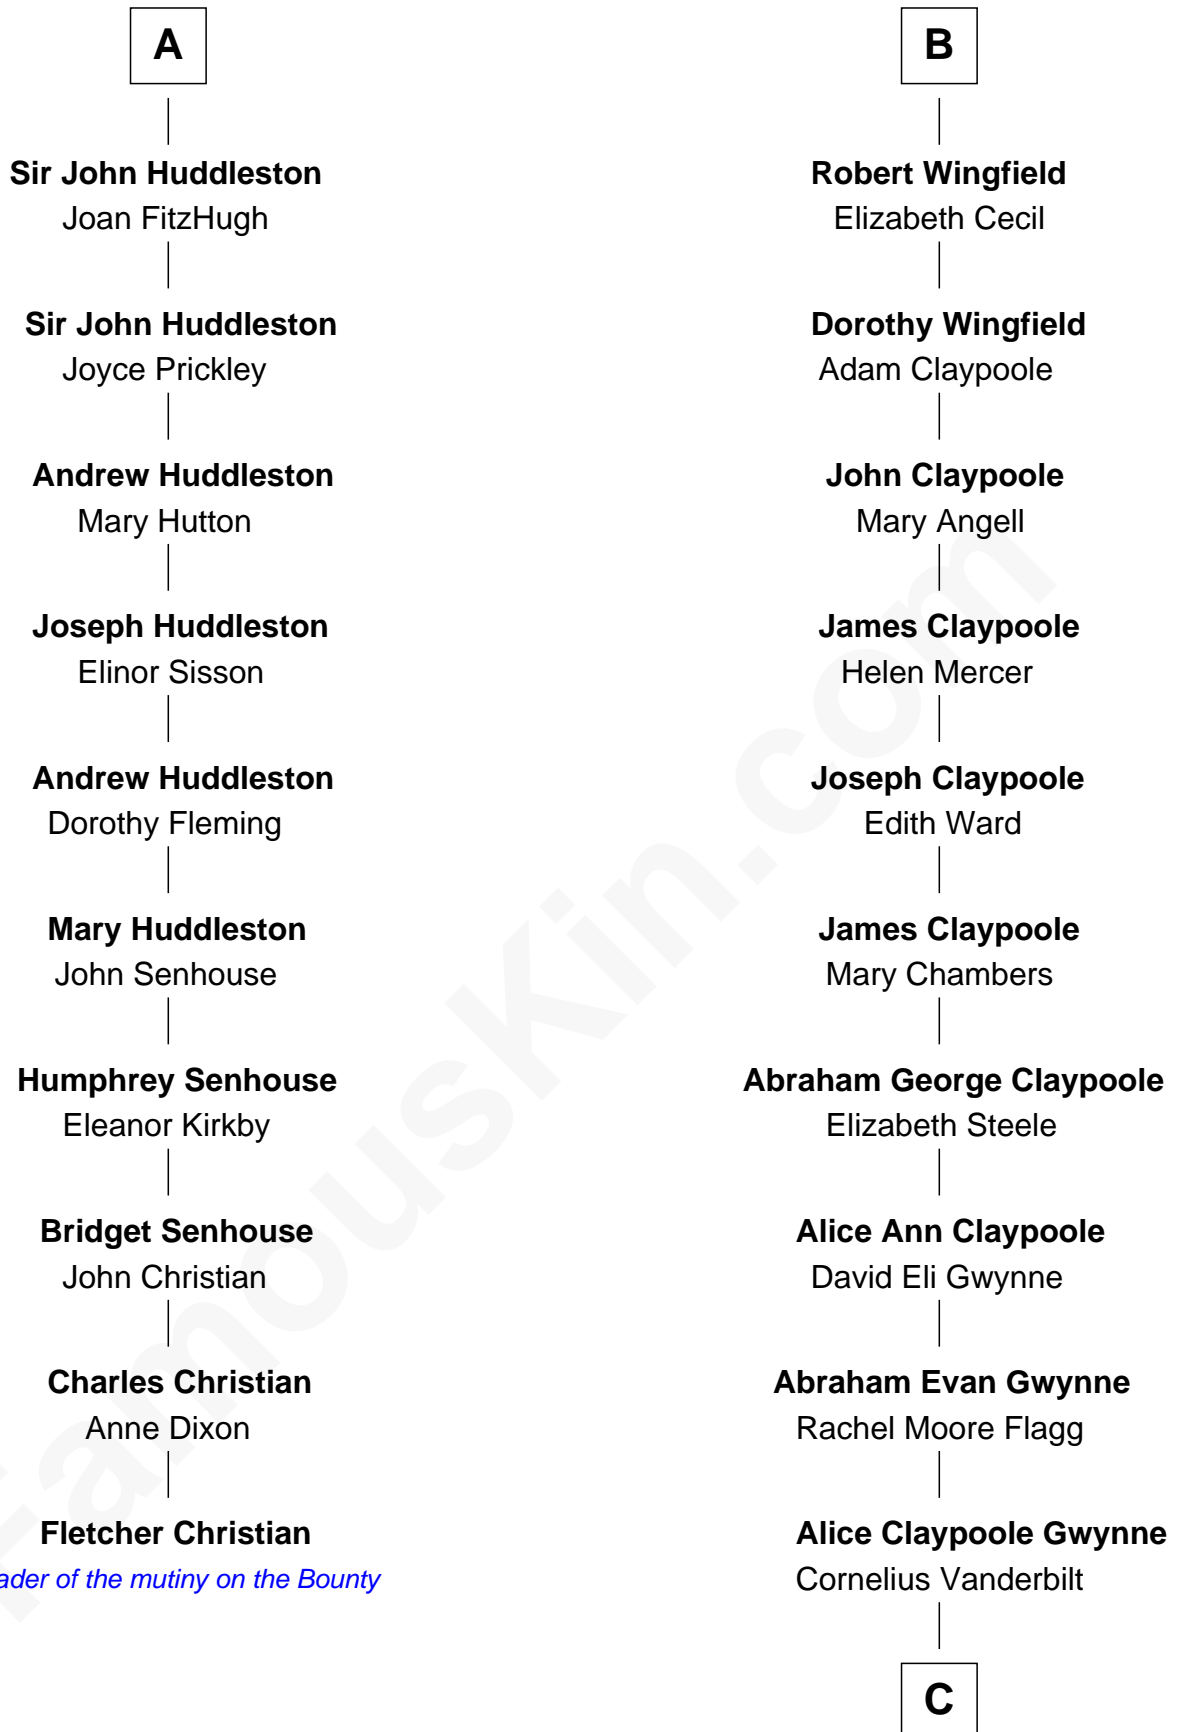 A
Sir John Huddleston
Joan FitzHugh
Sir John Huddleston
Joyce Prickley
Andrew Huddleston
Mary Hutton
Joseph Huddleston
Elinor Sisson
Andrew Huddleston
Dorothy Fleming
Mary Huddleston
John Senhouse
Humphrey Senhouse
Eleanor Kirkby
Bridget Senhouse
John Christian
Charles Christian
Anne Dixon
Fletcher Christian
of the mutiny on the Bounty
B
Robert Wingfield
Elizabeth Cecil
Dorothy Wingfield
Adam Claypoole
John Claypoole
Mary Angell
James Claypoole
Helen Mercer
Joseph Claypoole
Edith Ward
James Claypoole
Mary Chambers
Abraham George Claypoole
Elizabeth Steele
Alice Ann Claypoole
David Eli Gwynne
Abraham Evan Gwynne
Rachel Moore Flagg
Alice Claypoole Gwynne
Cornelius Vanderbilt
C
FamousKin.com